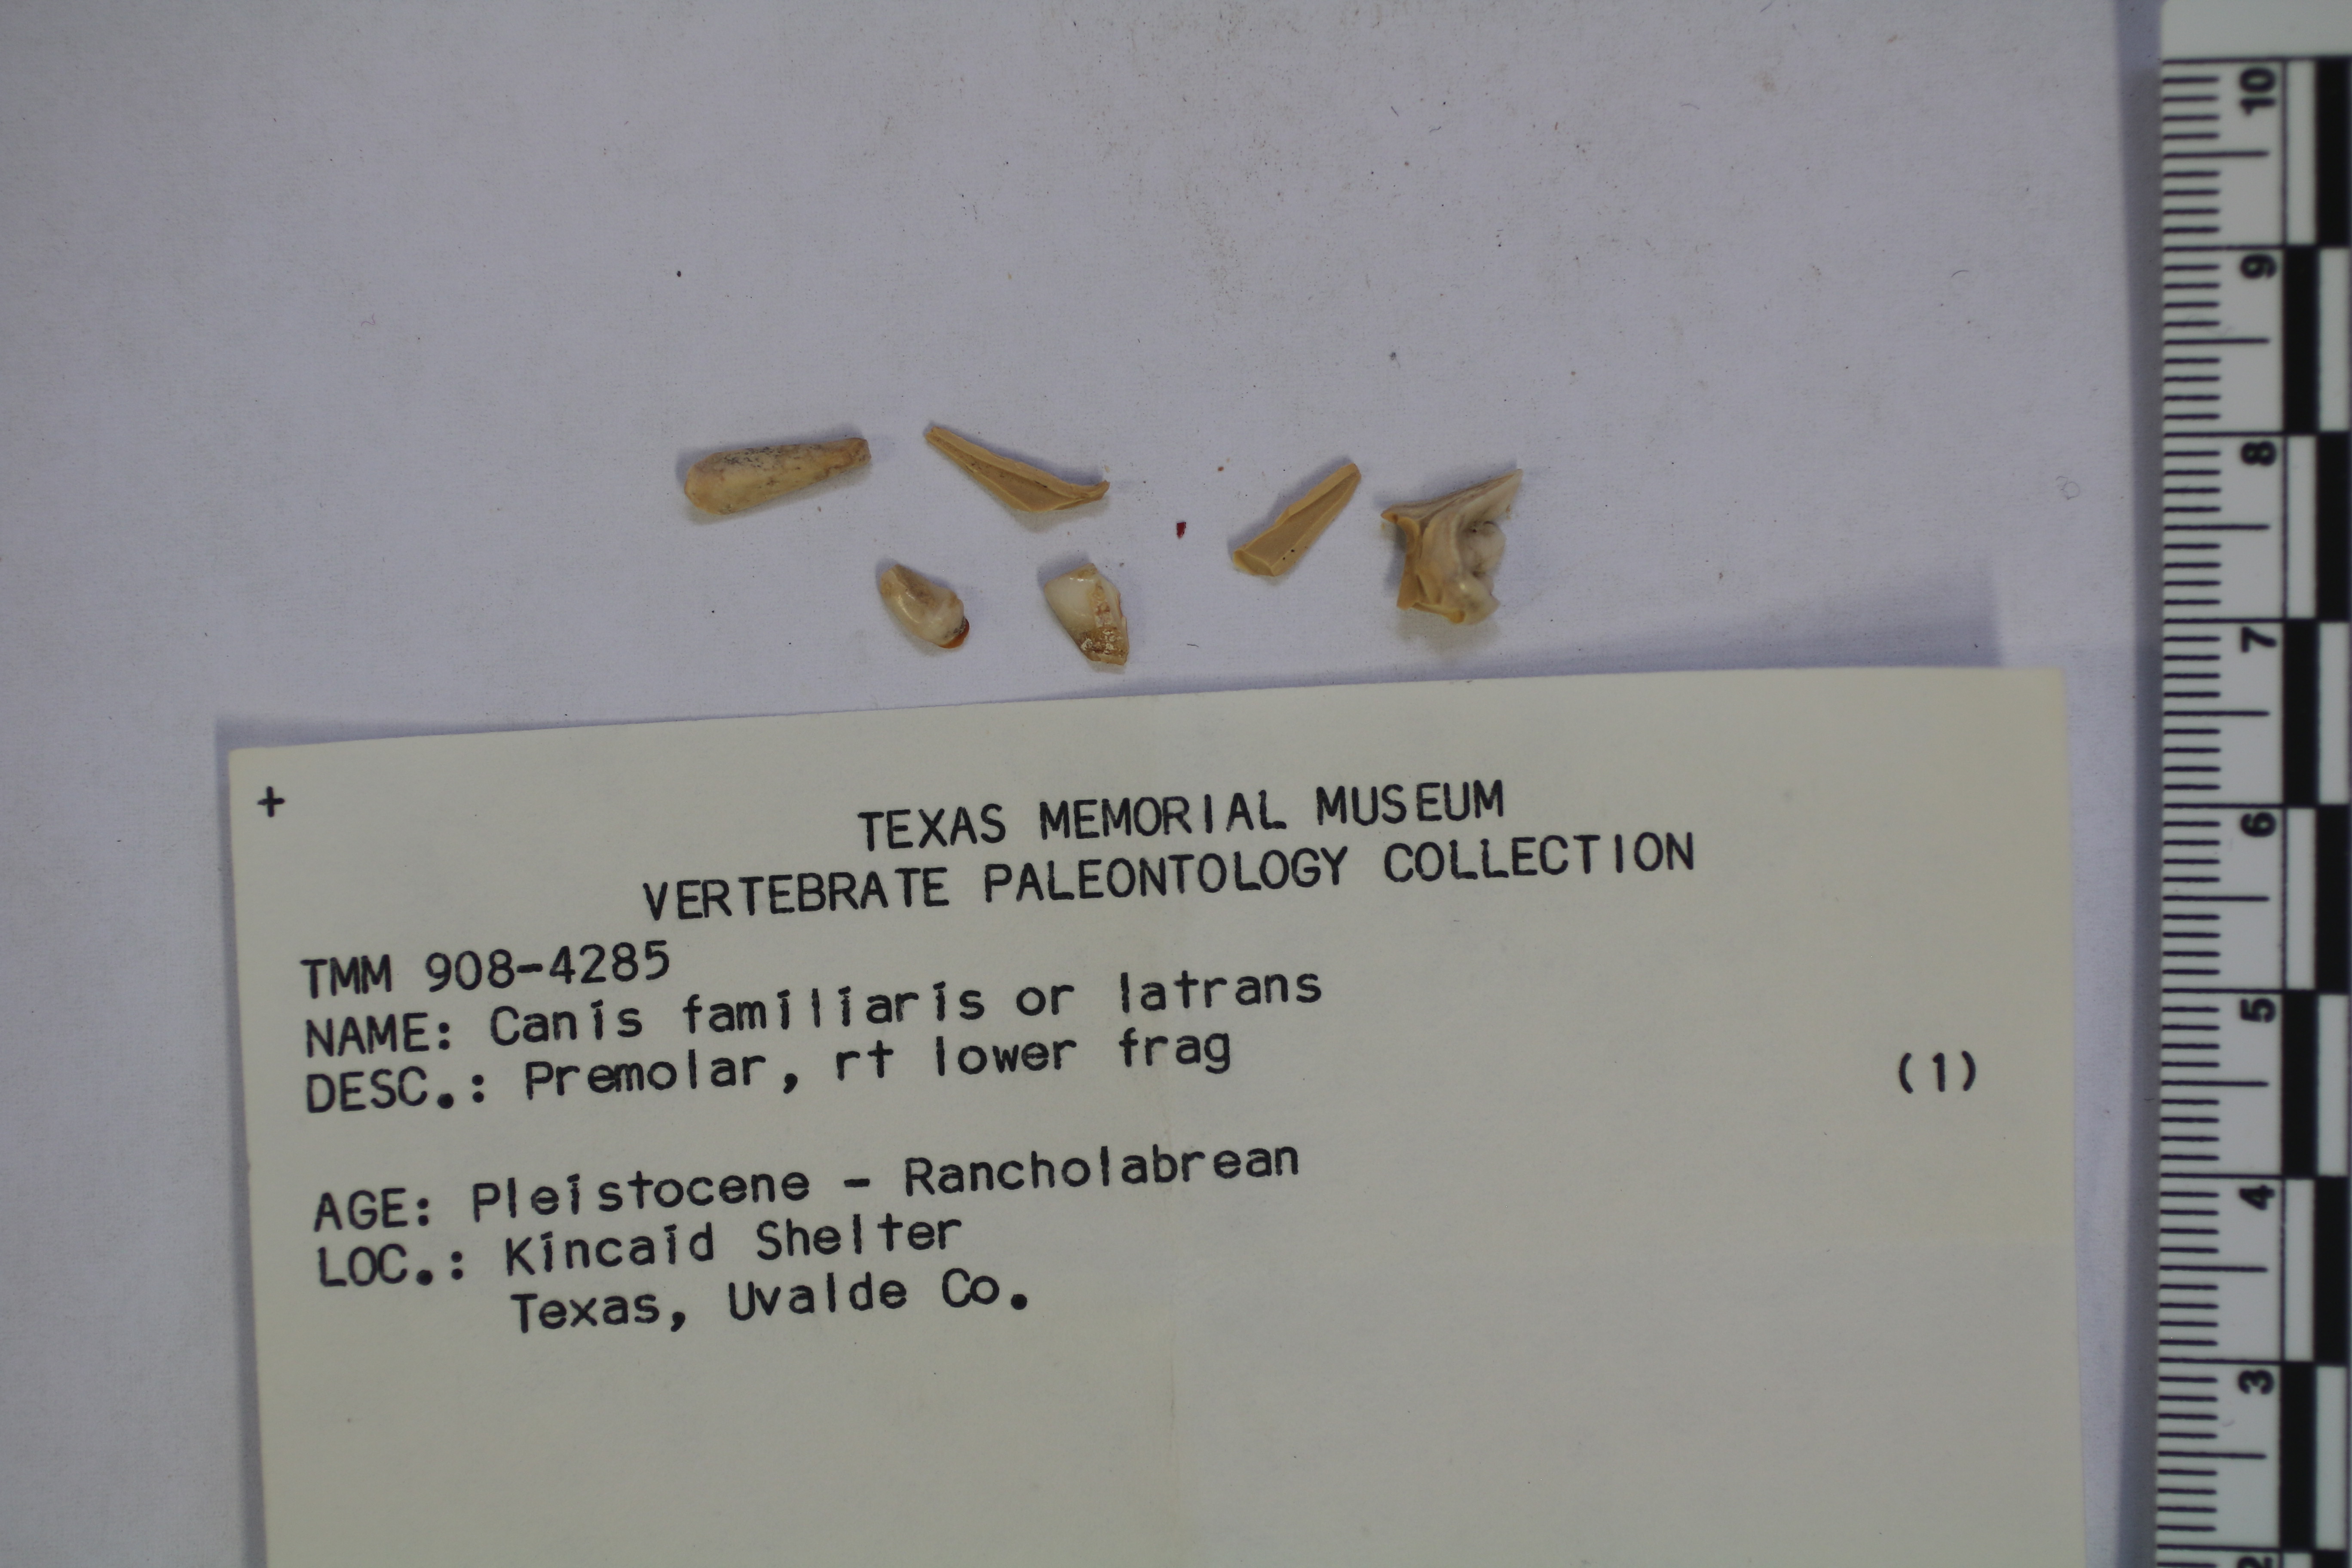 +
TEXAS MEMORIAL MUSEUM
VERTEBRATE PALEONTOLOGY COLLECTION
TMM 908-4285
NAME: Canis familiaris or latrans
DESC.: Premolar, rt lower frag
(1)
AGE: Pleistocene - Rancholabrean
LOC.: Kincaid Shelter
Texas, Uvalde Co.
10
9
8
7
6
5
4
3
2